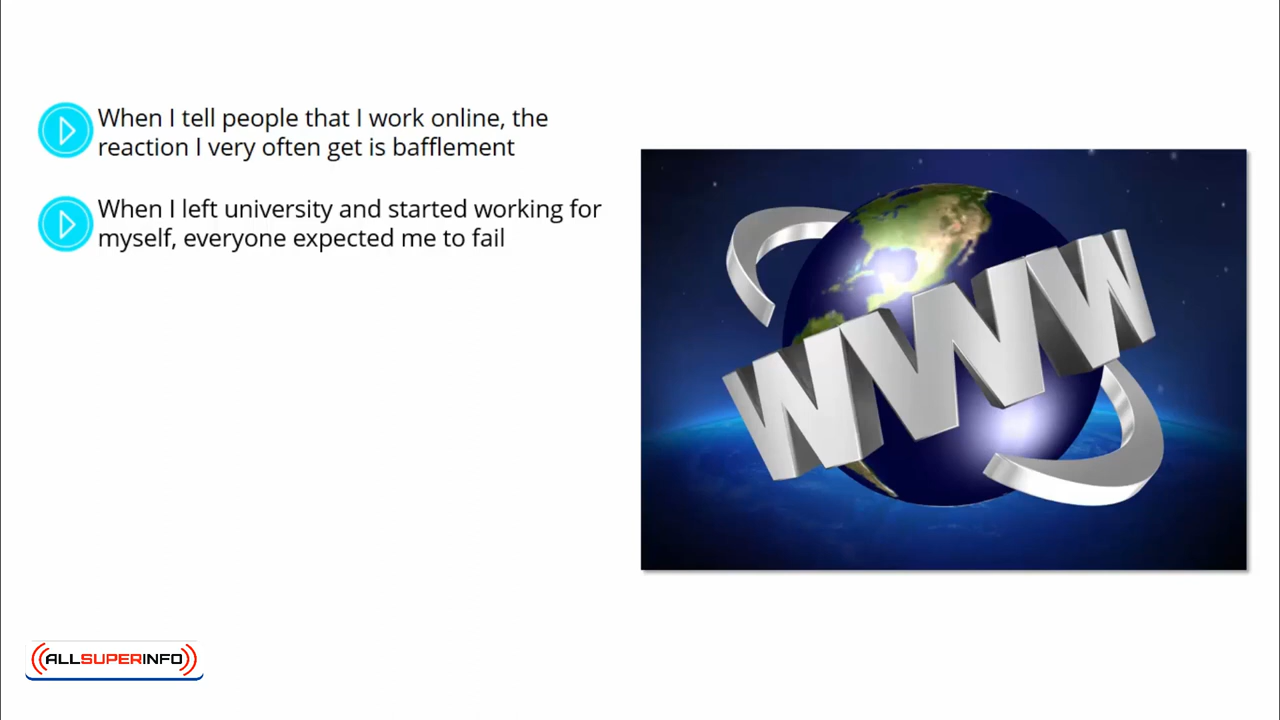 When I tell people that I work online, the
reaction I very often get is bafflement
When I left university and started working for
myself, everyone expected me to fail
WWW
ALLSUPERINFO